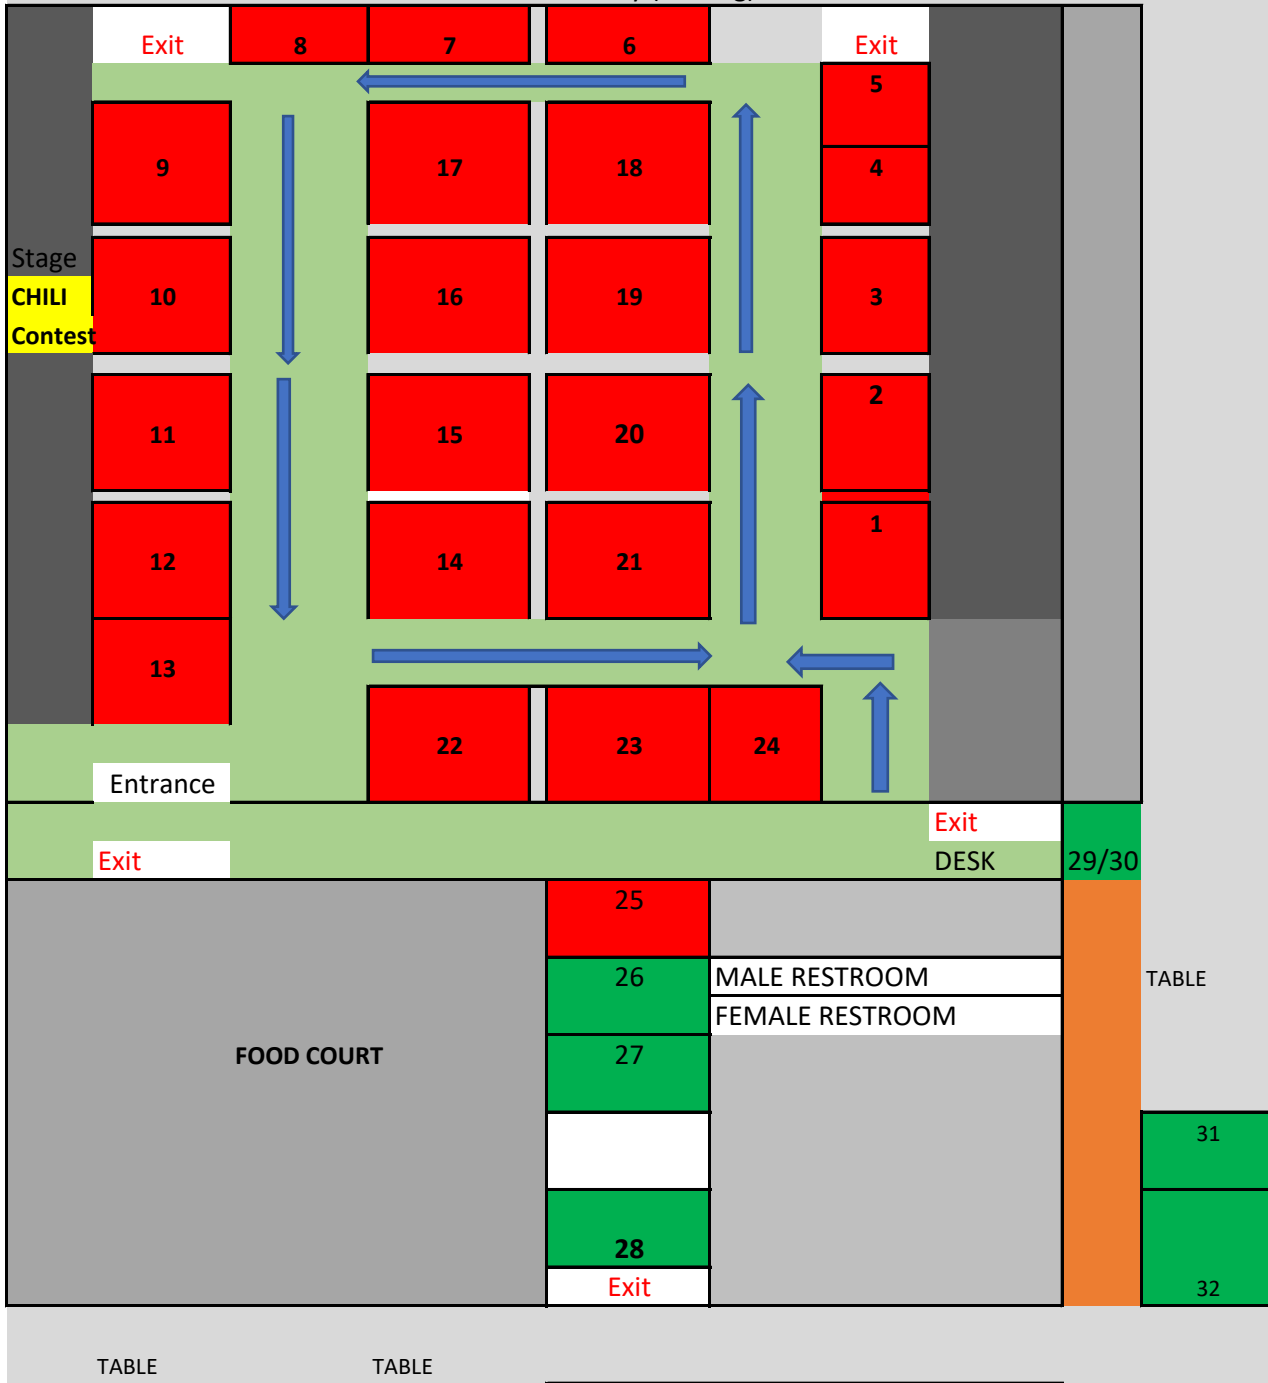 Exit 8 7 6 Exit
5
9 17 18 4
Stage
CHILI 10 16 19 3
Contest
2
11 15 20
1
12 14 21
13
22 23 24
Entrance
Exit
Exit DESK 29/30
25
26 MALE RESTROOM TABLE
FEMALE RESTROOM
FOOD COURT 27
31
28
Exit 32
TABLE TABLE